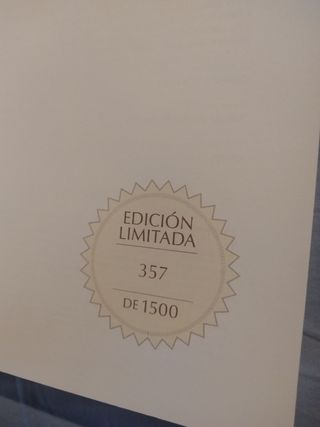 EDICIÓN
LIMITADA
357
DE 1500